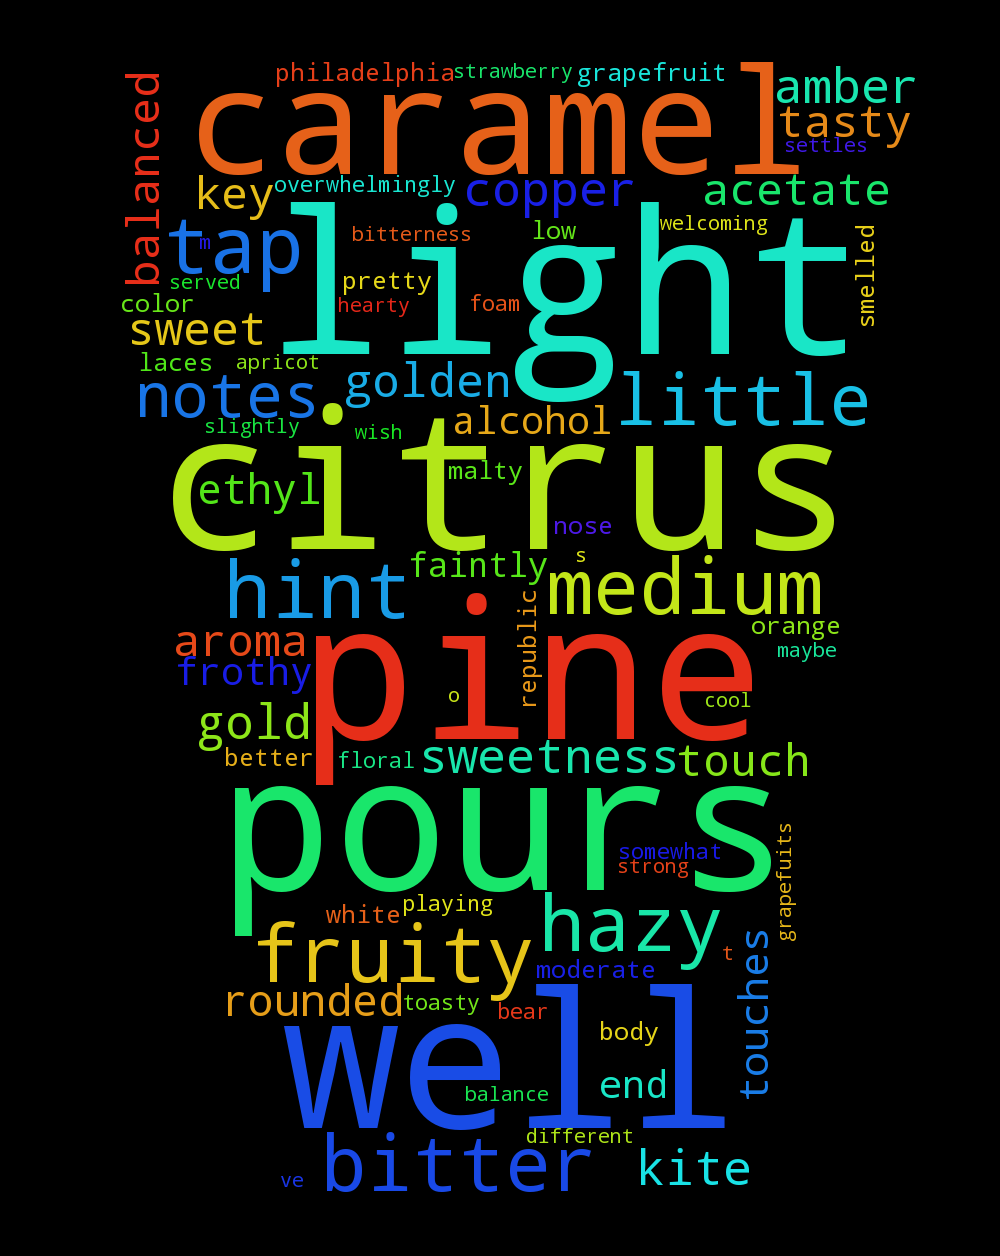 philadelphia strawberry grapefruit
caramel
amber
balanced
tasty
settles
key overwhelmingly copper acetate
light
tap
m
bitterness low welcoming
smelled
served pretty
color hearty foam
sweet
laces apricot
notes golden little
slightly wish alcohol
citrus
ethyl malty
nose
hint faintly s medium
pine
republic
aroma orange
frothy maybe
gold o cool
better floral sweetness touch
pours
somewhat
strong
grapefuits
white playing
fruity hazy t
moderate
touches
rounded toasty bear
well
body
balance end
different
bitter kite
ve